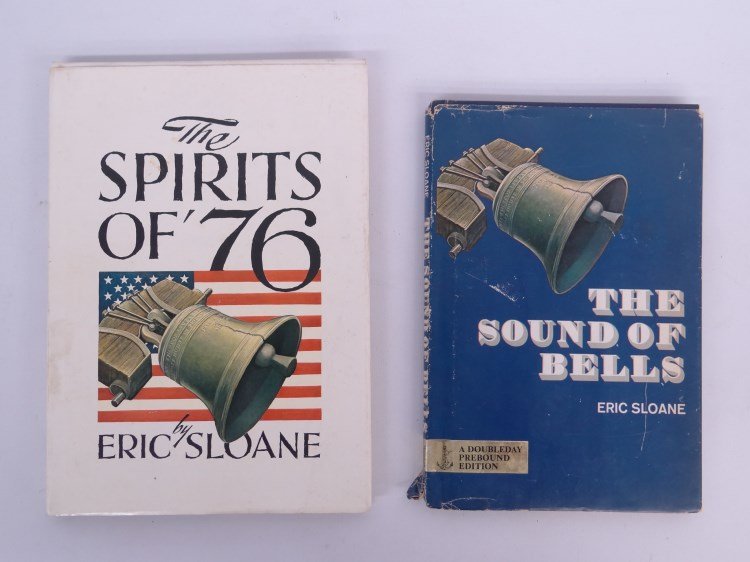 The
SPIRITS
OF '76
by
ERIC SLOANE
ERIC SLOANE
THE
SOUND OF
BELLS
ERIC SLOANE
A DOUBLEDAY
PREBOUND
EDITION